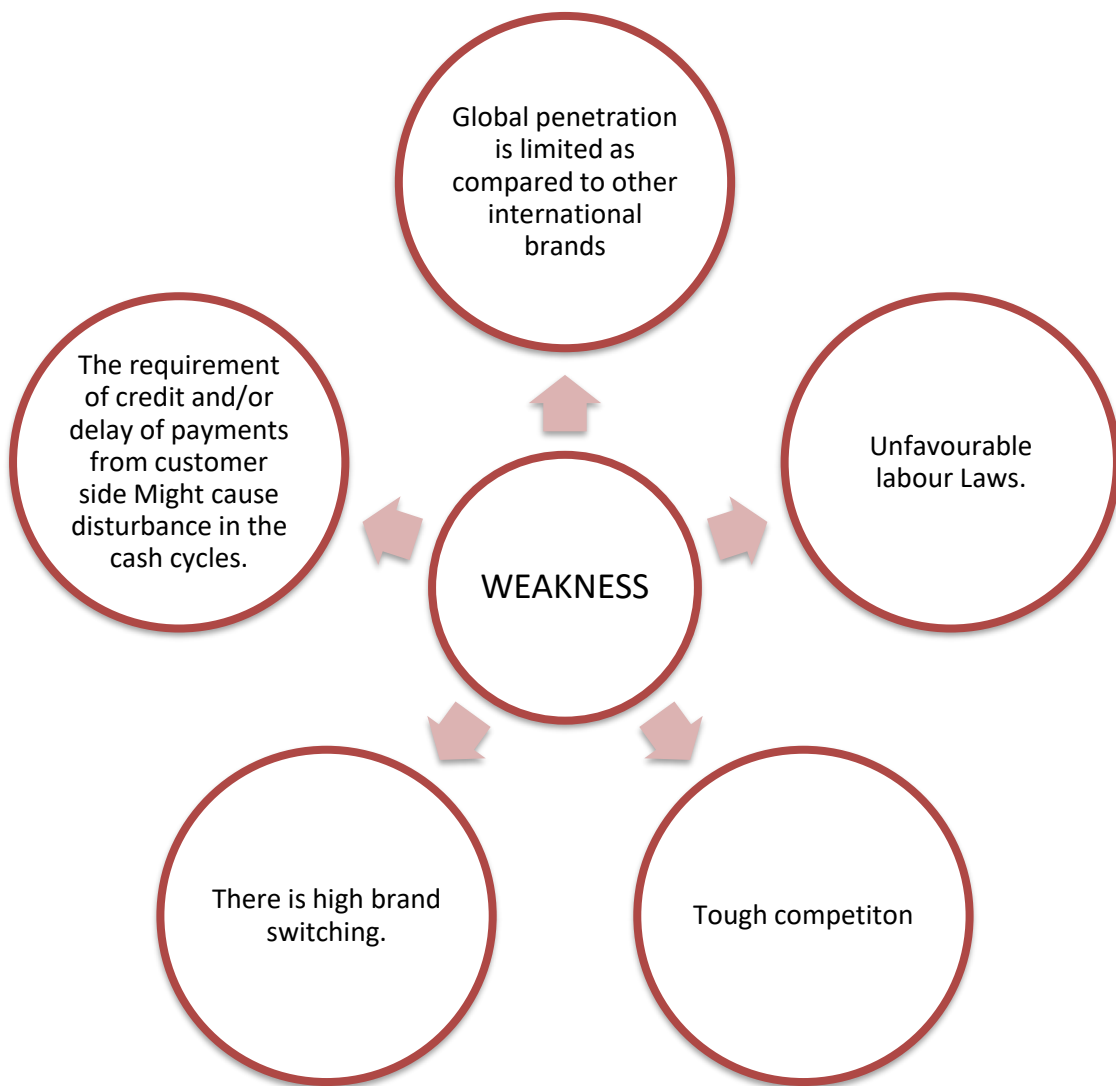 Global penetration
is limited as
compared to other
international
brands
The requirement
of credit and/or
delay of payments
from customer
side Might cause
disturbance in the
cash cycles.
Unfavourable
labour Laws.
WEAKNESS
There is high brand
switching.
Tough competiton